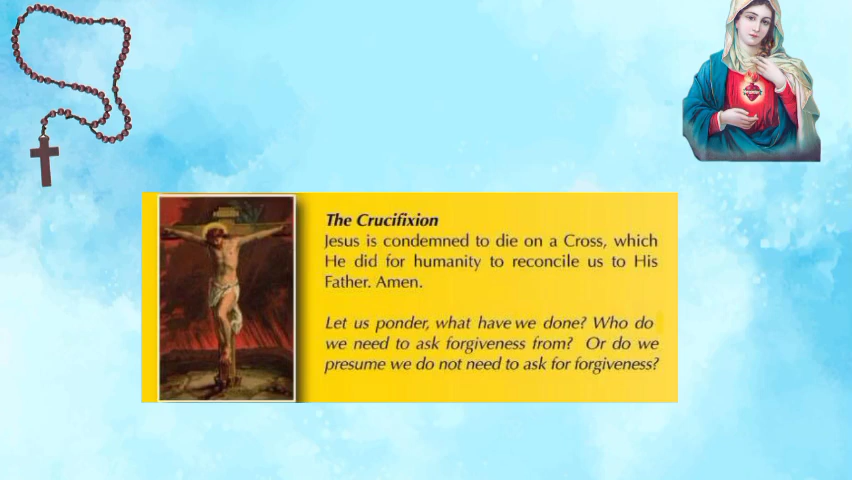 The Crucifixion
Jesus is condemned to die on a Cross, which
He did for humanity to reconcile us to His
Father. Amen.
Let us ponder, what have we done? Who do
we need to ask forgiveness from? Or do we
presume we do not need to ask for forgiveness?